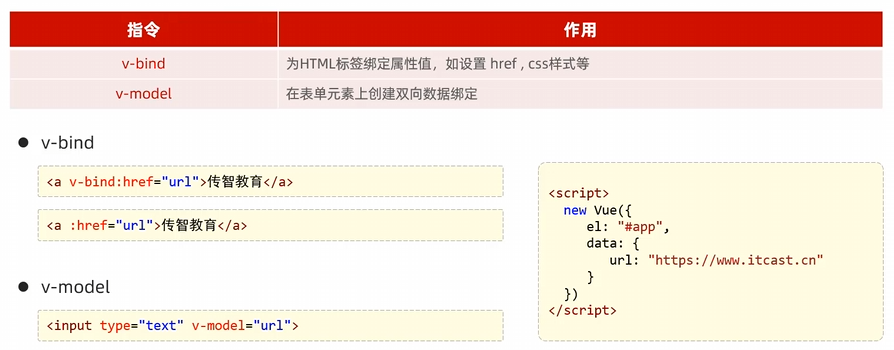 指令 作用
v-bind 为HTML标签绑定属性值，如设置 href , css样式等
v-model 在表单元素上创建双向数据绑定
● v-bind
<a v-bind:href="url">传智教育</a>
<a :href="url">传智教育</a>
● v-model
<input type="text" v-model="url">
<script>
new Vue({
el: "#app",
data: {
url: "https://www.itcast.cn"
}
})
</script>